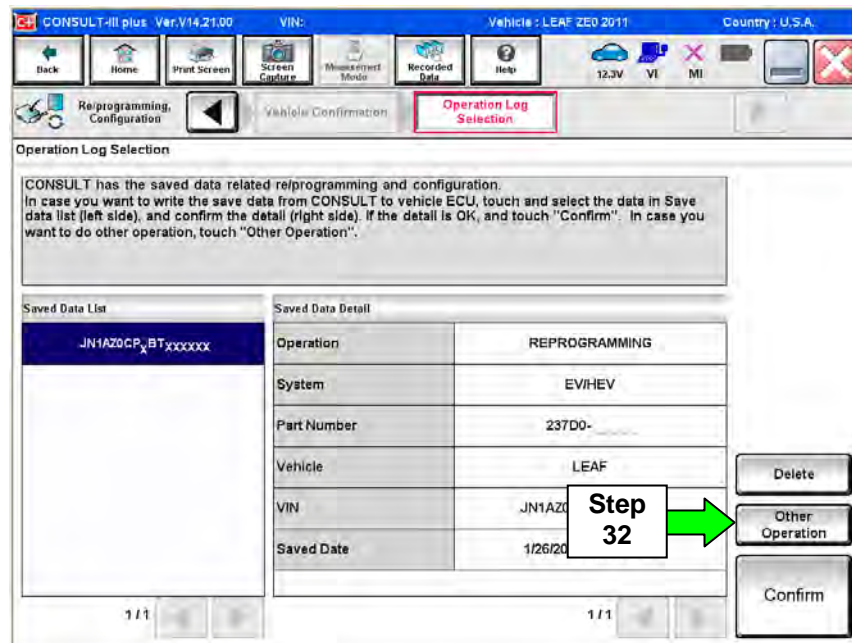 CONSULT-III plus Ver.V14.21.00 VIN: Vehicle : LEAF ZE0 2011 Country : U.S.A.
Back Home Print Screen Screen Capture Measurement Mode Recorded Data Help 12.3V VI MI
Re/programming, Configuration Vehicle Confirmation Operation Log Selection
Operation Log Selection
CONSULT has the saved data related re/programming and configuration.
In case you want to write the save data from CONSULT to vehicle ECU, touch and select the data in Save
data list (left side), and confirm the detail (right side). If the detail is OK, and touch "Confirm". In case you
want to do other operation, touch "Other Operation".
Saved Data List Saved Data Detail
JN1AZ0CPXBTXXXXXX
Operation REPROGRAMMING
System EV/HEV
Part Number 237D0-_____
Vehicle LEAF
VIN JN1AZ0
Saved Date 1/26/20
Step 32
Delete
Other Operation
Confirm
1/1 1/1